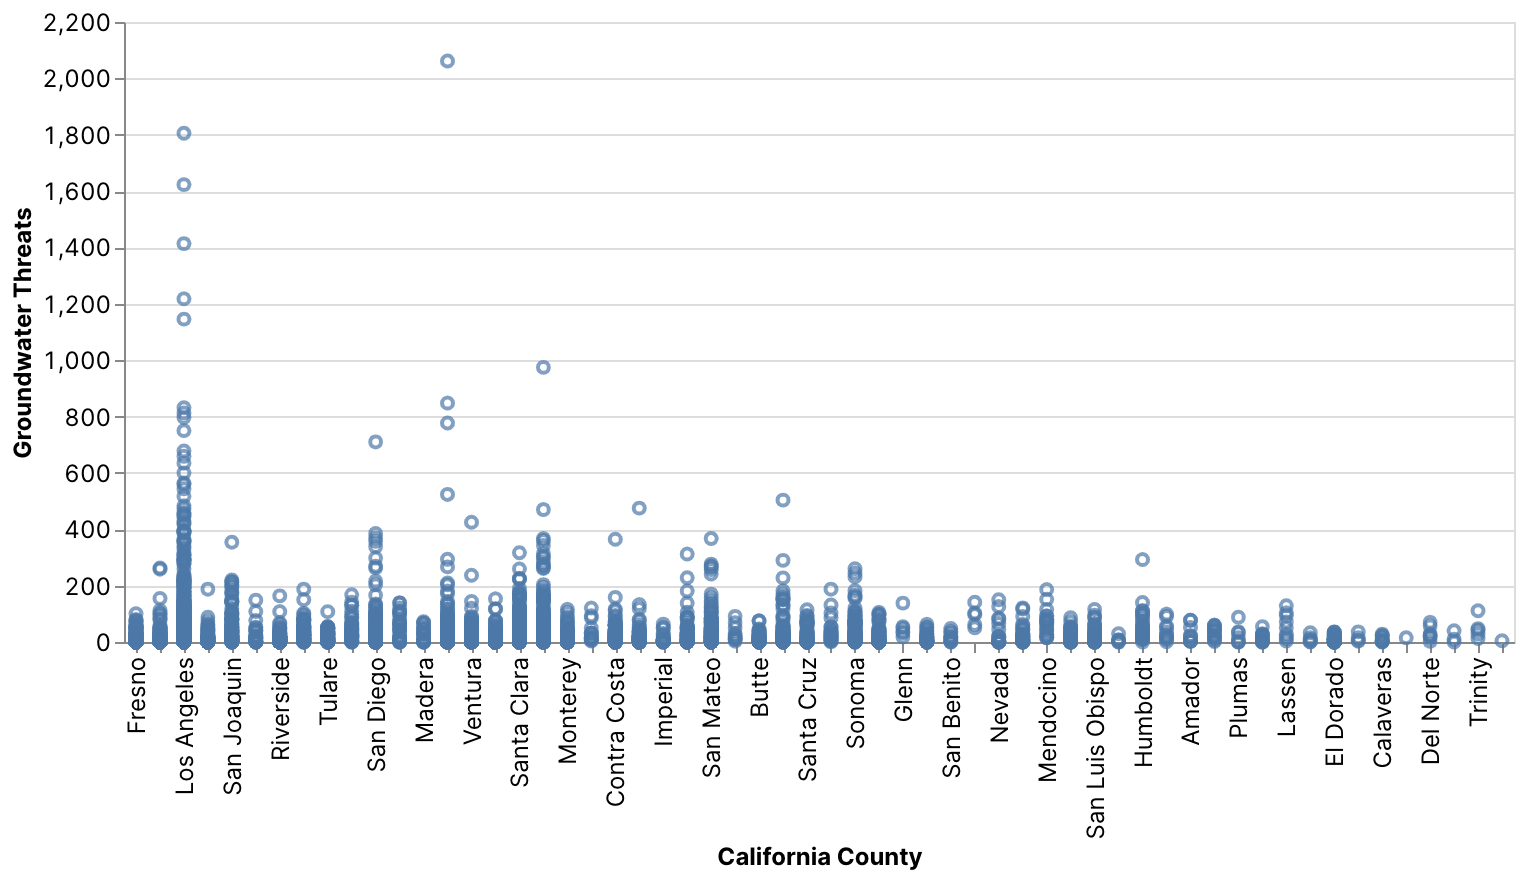 2,200
2,000
1,800
1,600
1,400
1,200
1,000
800
600
400
200
0
Groundwater Threats
Fresno
Los Angeles
San Joaquin
Riverside
Tulare
San Diego
Madera
Ventura
Santa Clara
Monterey
Contra Costa
Imperial
San Mateo
Butte
Santa Cruz
Sonoma
Glenn
San Benito
Nevada
Mendocino
San Luis Obispo
Humboldt
Amador
Plumas
Lassen
El Dorado
Calaveras
Del Norte
Trinity
California County